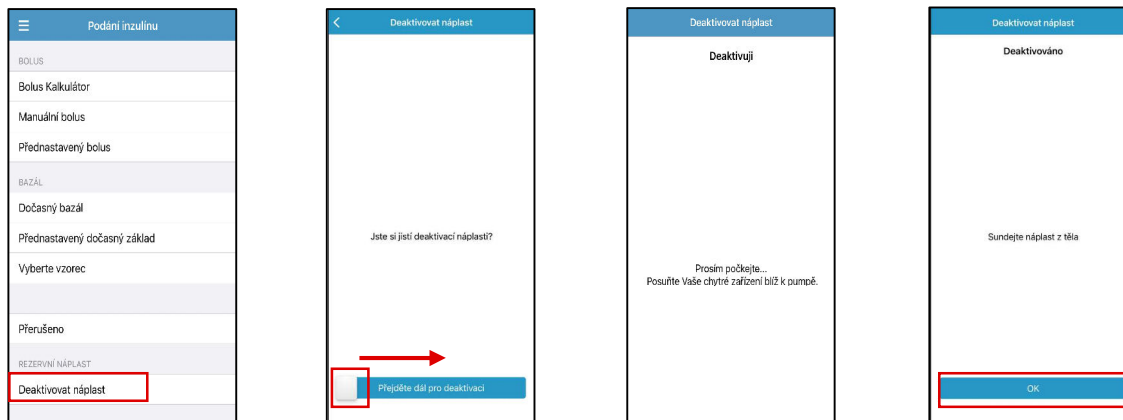 Podání inzulínu
BOLUS
Bolus Kalkulátor
Manuální bolus
Přednastavený bolus
BAZÁL
Dočasný bazál
Přednastavený dočasný základ
Vyberte vzorec
Přerušeno
REZERVNÍ NÁPLAST
Deaktivovat náplast
Deaktivovat náplast
Jste si jistí deaktivací náplasti?
Přejděte dál pro deaktivaci
Deaktivovat náplast
Deaktivuji
Prosím počkejte...
Posuňte Vaše chytré zařízení blíž k pumpě.
Deaktivovat náplast
Deaktivováno
Sundejte náplast z těla
OK